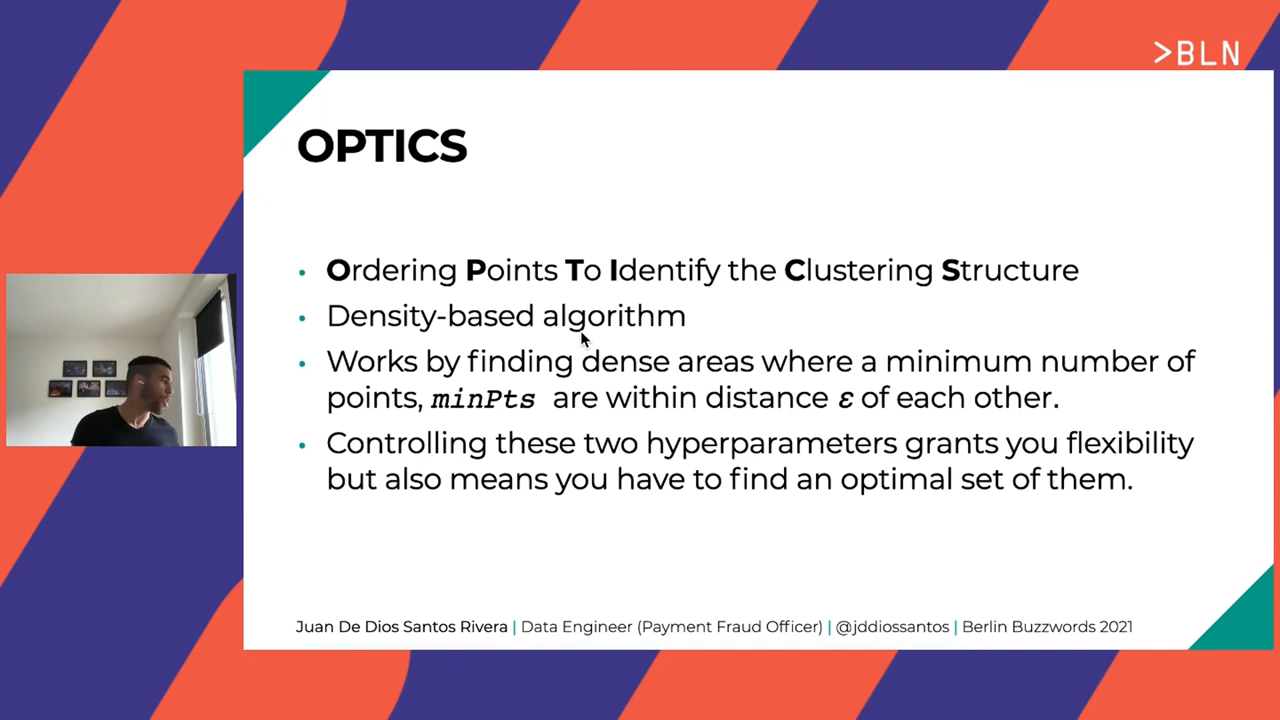 >BLN
OPTICS
• Ordering Points To Identify the Clustering Structure
• Density-based algorithm
• Works by finding dense areas where a minimum number of
points, minPts are within distance ε of each other.
• Controlling these two hyperparameters grants you flexibility
but also means you have to find an optimal set of them.
Juan De Dios Santos Rivera | Data Engineer (Payment Fraud Officer) | @jddiossantos | Berlin Buzzwords 2021